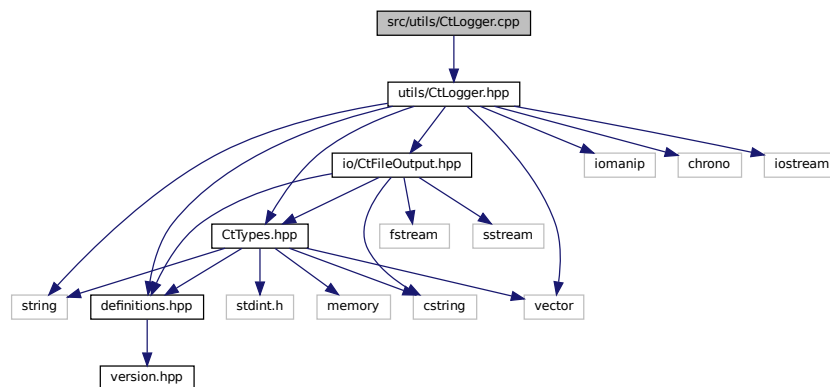 src/utils/CtLogger.cpp
utils/CtLogger.hpp
io/CtFileOutput.hpp
iomanip
chrono
iostream
CtTypes.hpp
fstream
sstream
string
definitions.hpp
stdint.h
memory
cstring
vector
version.hpp